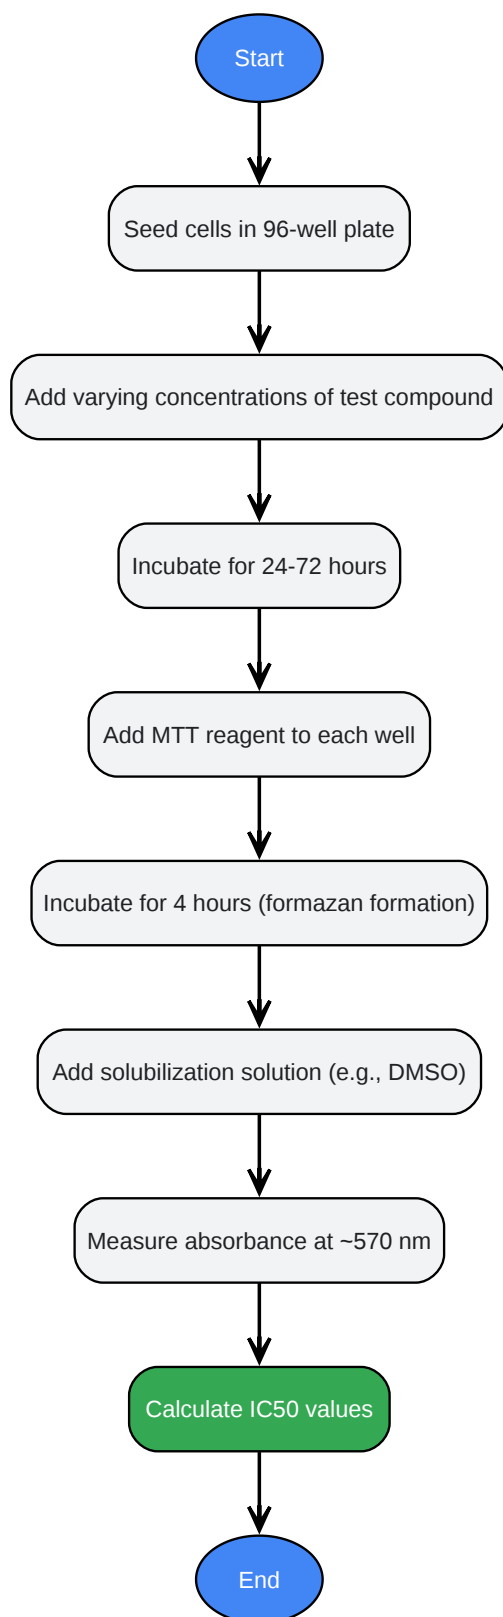 Start
Seed cells in 96-well plate
Add varying concentrations of test compound
Incubate for 24-72 hours
Add MTT reagent to each well
Incubate for 4 hours (formazan formation)
Add solubilization solution (e.g., DMSO)
Measure absorbance at ~570 nm
Calculate IC50 values
End